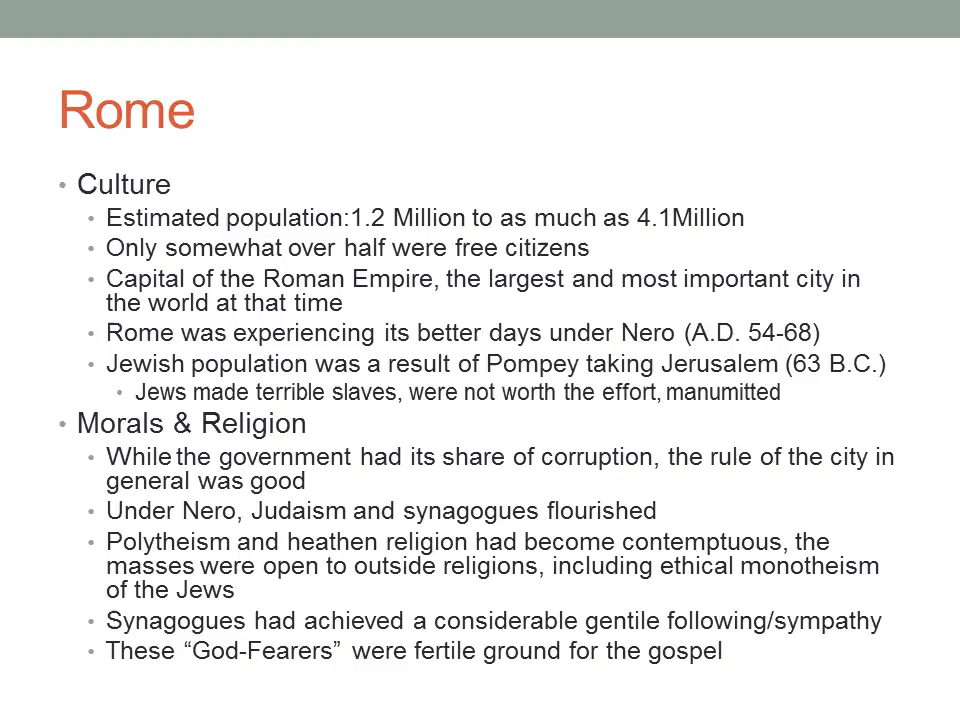 Rome
• Culture
• Estimated population:1.2 Million to as much as 4.1Million
• Only somewhat over half were free citizens
• Capital of the Roman Empire, the largest and most important city in
the world at that time
• Rome was experiencing its better days under Nero (A.D. 54-68)
• Jewish population was a result of Pompey taking Jerusalem (63 B.C.)
• Jews made terrible slaves, were not worth the effort, manumitted
• Morals & Religion
• While the government had its share of corruption, the rule of the city in
general was good
• Under Nero, Judaism and synagogues flourished
• Polytheism and heathen religion had become contemptuous, the
masses were open to outside religions, including ethical monotheism
of the Jews
• Synagogues had achieved a considerable gentile following/sympathy
• These “God-Fearers” were fertile ground for the gospel